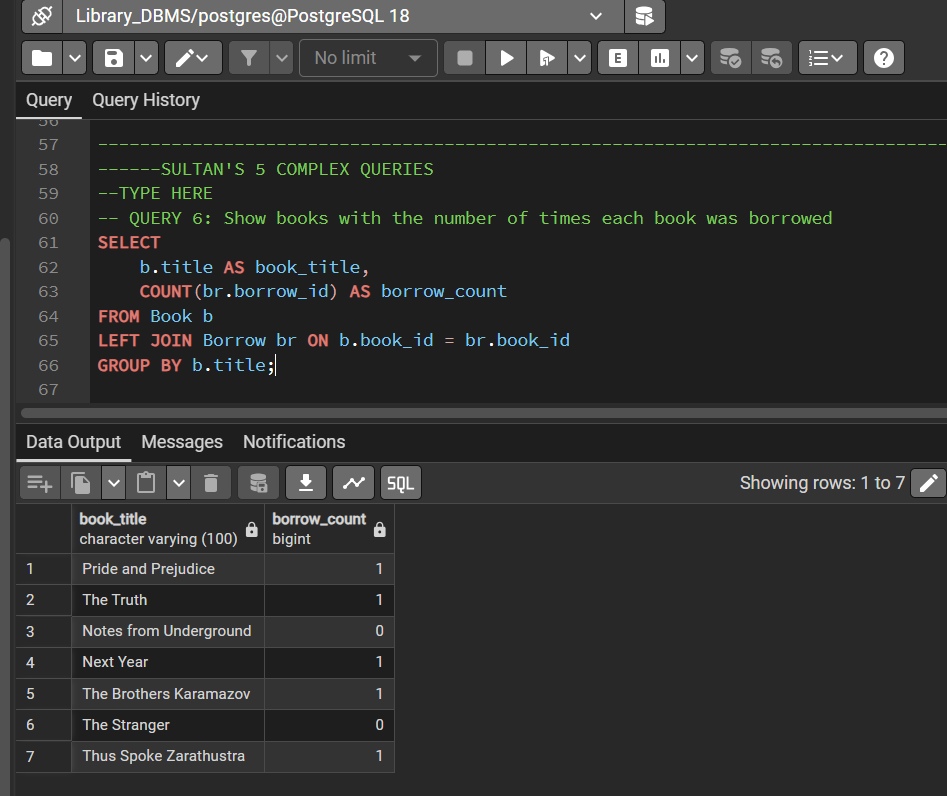 Library_DBMS/postgres@PostgreSQL 18
No limit
E
Query Query History
56
57 --------------------------------------------------------------------------------
58 ------SULTAN'S 5 COMPLEX QUERIES
59 --TYPE HERE
60 -- QUERY 6: Show books with the number of times each book was borrowed
61 SELECT
62 b.title AS book_title,
63 COUNT(br.borrow_id) AS borrow_count
64 FROM Book b
65 LEFT JOIN Borrow br ON b.book_id = br.book_id
66 GROUP BY b.title;
67
Data Output Messages Notifications
SQL Showing rows: 1 to 7
book_title borrow_count
character varying (100) bigint
1 Pride and Prejudice 1
2 The Truth 1
3 Notes from Underground 0
4 Next Year 1
5 The Brothers Karamazov 1
6 The Stranger 0
7 Thus Spoke Zarathustra 1